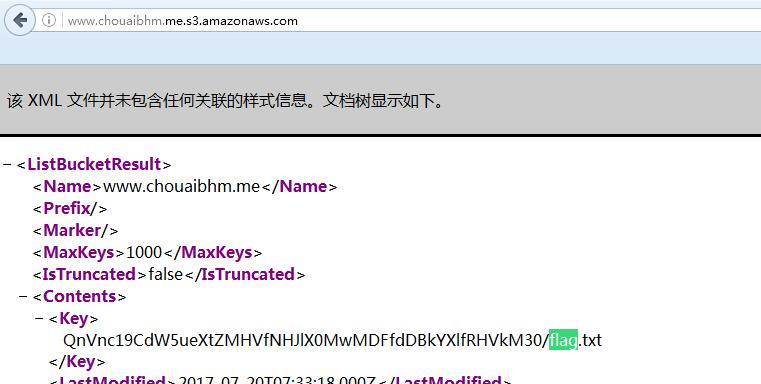 www.chouaibhm.me.s3.amazonaws.com
该 XML 文件并未包含任何关联的样式信息。文档树显示如下。
– <ListBucketResult>
<Name>www.chouaibhm.me</Name>
<Prefix/>
<Marker/>
<MaxKeys>1000</MaxKeys>
<IsTruncated>false</IsTruncated>
– <Contents>
– <Key>
QnVnc19CdW5ueXtZMHVfNHJlX0MwMDFfdDBkYXlfRHVkM30/flag.txt
</Key>
<LastModified>2017-07-20T07:33:18.000Z</LastModified>